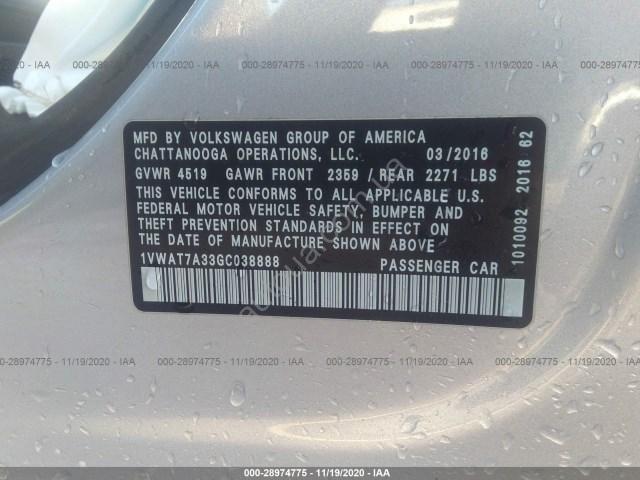 000-28974775 - 11/19/2020 - IAA
MFD BY VOLKSWAGEN GROUP OF AMERICA
CHATTANOOGA OPERATIONS, LLC. 03/2016
GVWR 4519 GAWR FRONT 2359 / REAR 2271 LBS
THIS VEHICLE CONFORMS TO ALL APPLICABLE U.S.
FEDERAL MOTOR VEHICLE SAFETY, BUMPER AND
THEFT PREVENTION STANDARDS IN EFFECT ON
THE DATE OF MANUFACTURE SHOWN ABOVE.
1VWAT7A33GC038888 PASSENGER CAR
1010092 2016 62
000-28974775 - 11/19/2020 - IAA
000-28974775 - 11/19/2020 - IAA